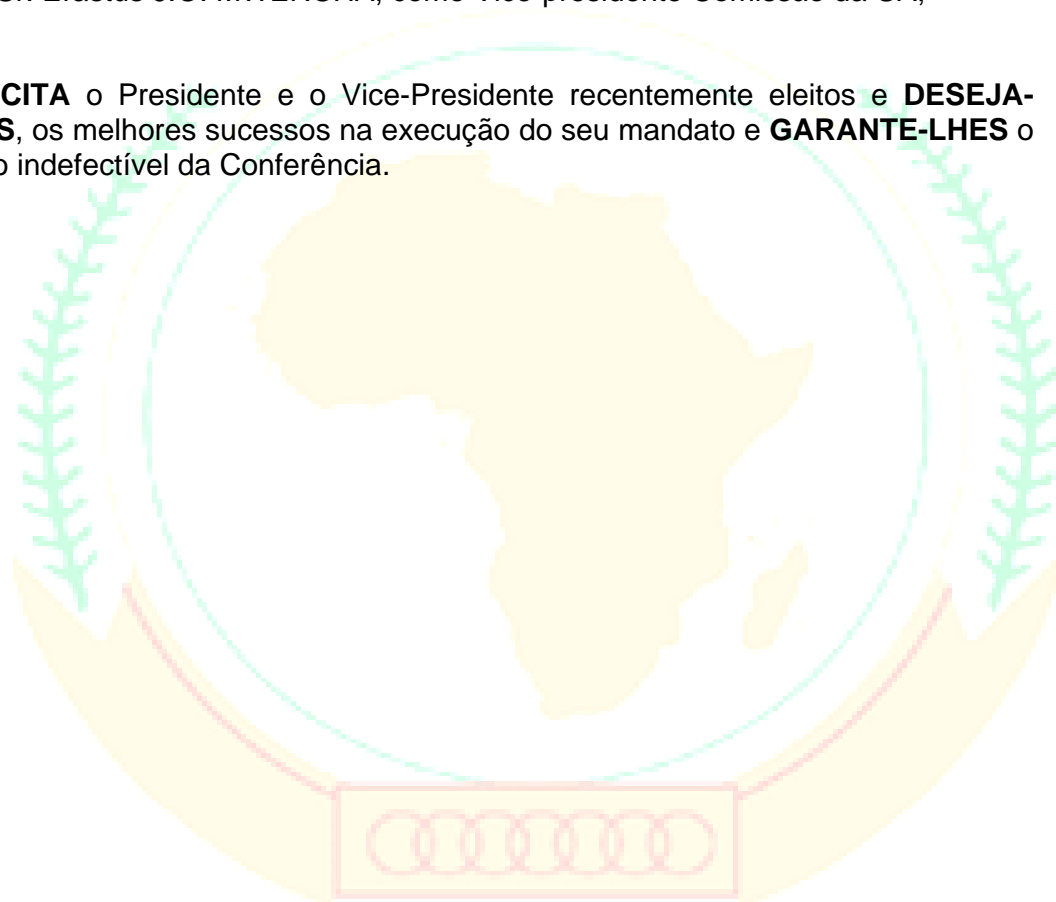 Erastus como Vice-presidente Comissão da
CITA o Presidente e o Vice-Presidente recentemente eleitos e DESEJA-
S, os melhores sucessos na execução do seu mandato e GARANTE-LHES o
o indefectível da Conferência.